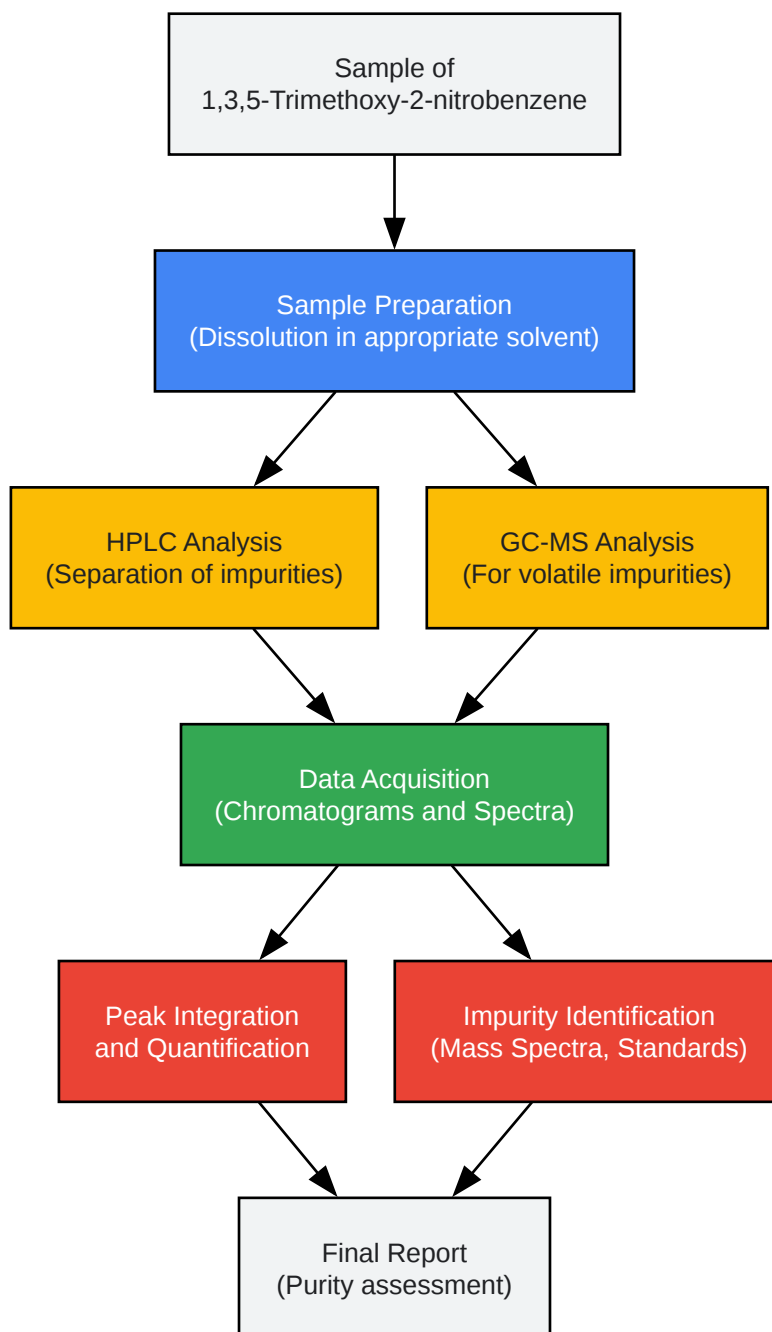 Sample of
1,3,5-Trimethoxy-2-nitrobenzene
Sample Preparation
(Dissolution in appropriate solvent)
HPLC Analysis
(Separation of impurities)
GC-MS Analysis
(For volatile impurities)
Data Acquisition
(Chromatograms and Spectra)
Peak Integration
and Quantification
Impurity Identification
(Mass Spectra, Standards)
Final Report
(Purity assessment)